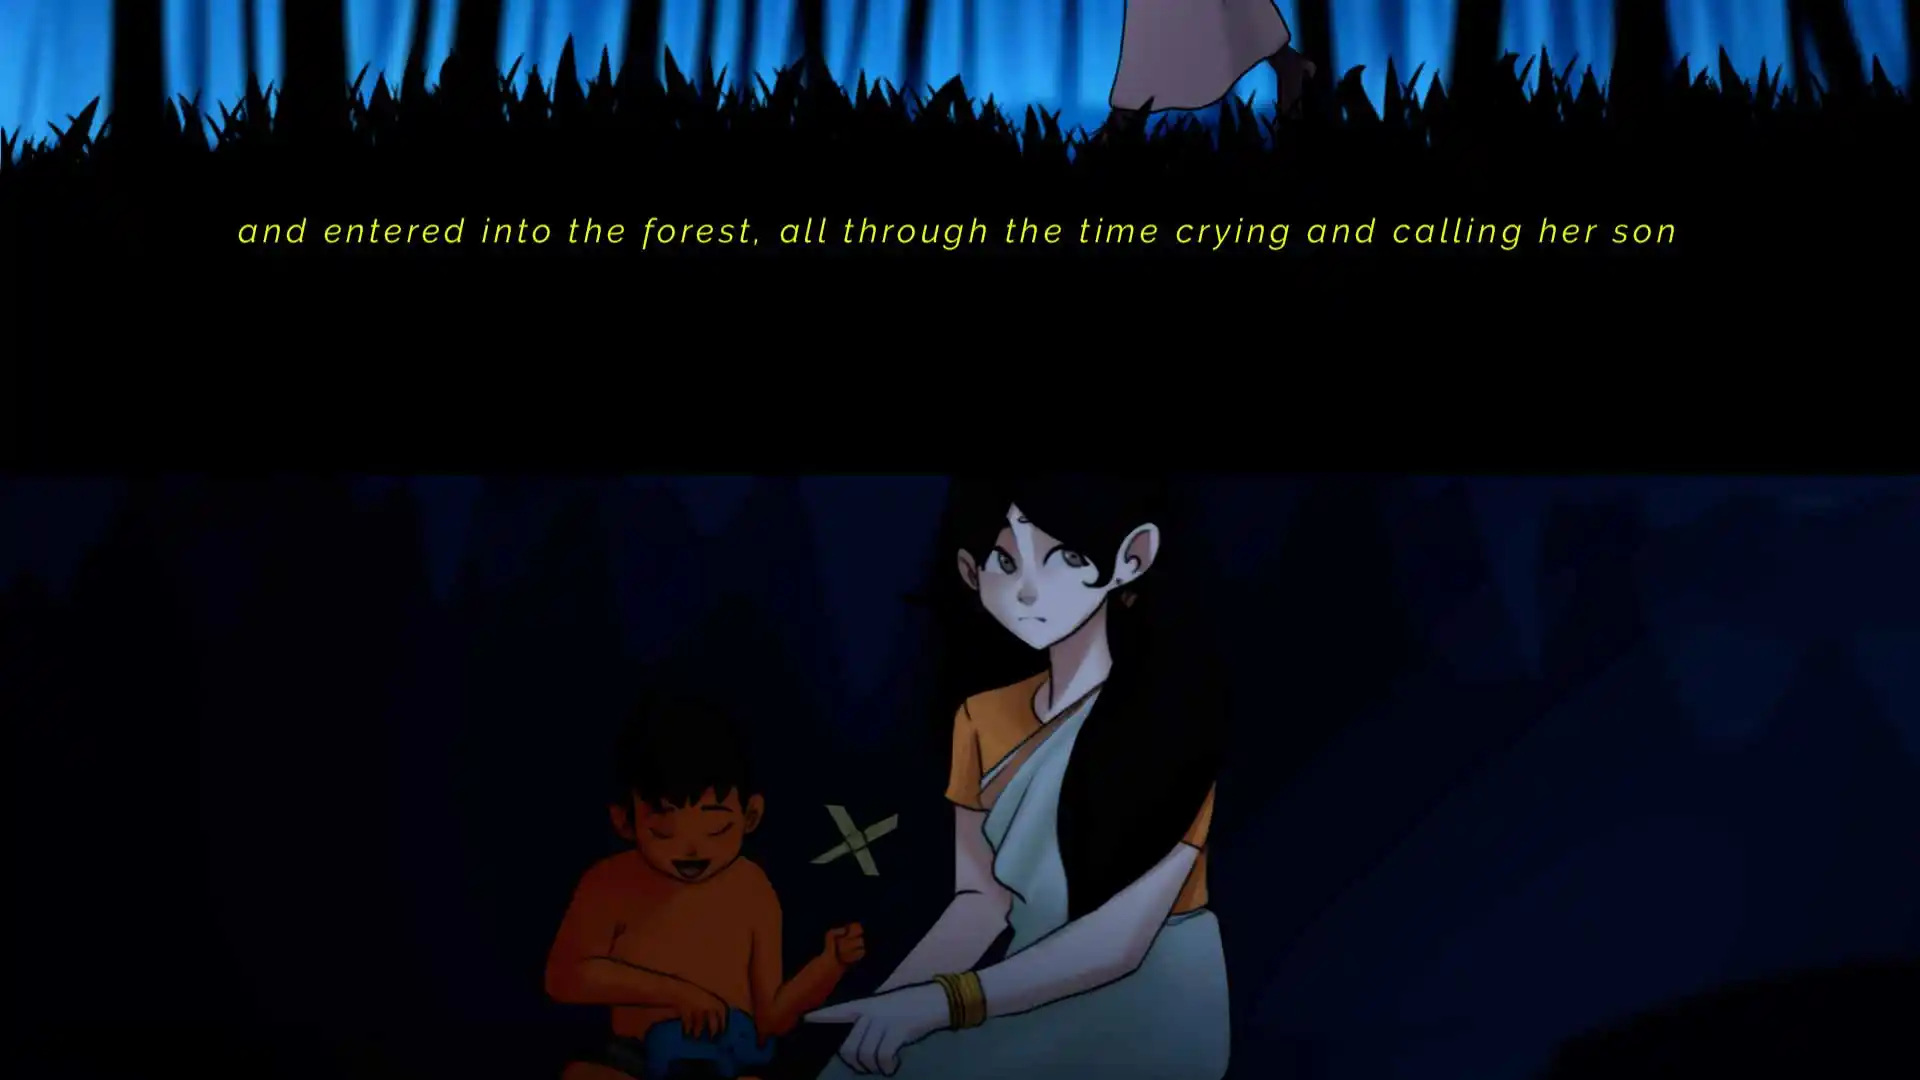 and entered into the forest, all through the time crying and calling her son